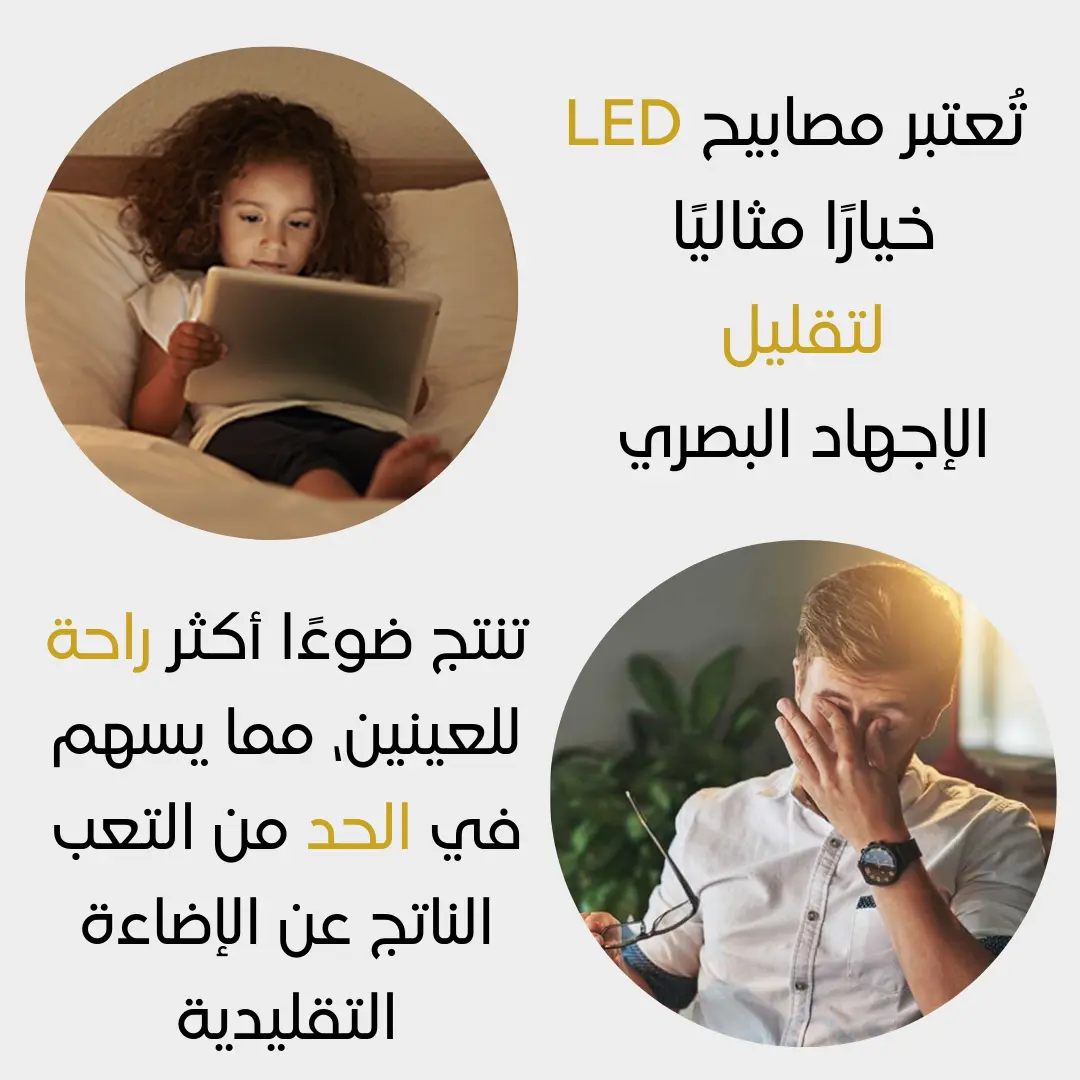 تُعتبر مصابيح LED
خيارًا مثاليًا
لتقليل
الإجهاد البصري
تنتج ضوءًا أكثر راحة
للعينين, مما يسهم
في الحد من التعب
الناتج عن الإضاءة
التقليدية